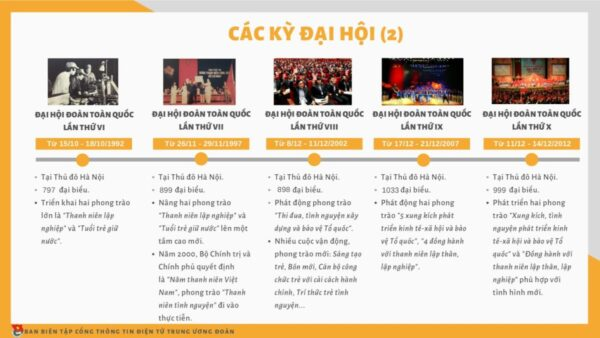 CÁC KỲ ĐẠI HỘI (2)
ĐẠI HỘI ĐOÀN TOÀN QUỐC
LẦN THỨ VI
Từ 15/10 - 18/10/1992
Tại Thủ đô Hà Nội.
797 đại biểu.
Triển khai hai phong trào
lớn là "Thanh niên lập
nghiệp" và "Tuổi trẻ giữ
nước".
ĐẠI HỘI ĐOÀN TOÀN QUỐC
LẦN THỨ VII
Từ 26/11 - 29/11/1997
Tại Thủ đô Hà Nội.
899 đại biểu.
Nâng hai phong trào
"Thanh niên lập nghiệp" và
"Tuổi trẻ giữ nước" lên một
tầm cao mới.
Năm 2000, Bộ Chính trị và
Chính phủ quyết định
là "Năm thanh niên Việt
Nam", phong trào "Thanh
niên tình nguyện" đi vào
thực tiễn.
ĐẠI HỘI ĐOÀN TOÀN QUỐC
LẦN THỨ VIII
Từ 8/12 - 11/12/2002
Tại Thủ đô Hà Nội.
898 đại biểu.
Phát động phong trào
"Thi đua, tình nguyện xây
dựng và bảo vệ Tổ quốc".
Nhiều cuộc vận động,
phong trào mới: Sáng tạo
trẻ, Bốn mới, Cán bộ công
chức trẻ với cải cách hành
chính, Trí thức trẻ tình
nguyện...
ĐẠI HỘI ĐOÀN TOÀN QUỐC
LẦN THỨ IX
Từ 17/12 - 21/12/2007
Tại Thủ đô Hà Nội.
1033 đại biểu.
Phát động hai phong
trào "5 xung kích phát
triển kinh tế-xã hội và bảo
vệ Tổ quốc", "4 đồng hành
với thanh niên lập thân,
lập nghiệp".
ĐẠI HỘI ĐOÀN TOÀN QUỐC
LẦN THỨ X
Từ 11/12 - 14/12/2012
Tại Thủ đô Hà Nội.
999 đại biểu.
Phát triển hai phong
trào "Xung kích, tình
nguyện phát triển kinh
tế-xã hội và bảo vệ Tổ
quốc" và "Đồng hành với
thanh niên lập thân, lập
nghiệp" phù hợp với
tình hình mới.
BAN BIÊN TẬP CỔNG THÔNG TIN ĐIỆN TỬ TRUNG ƯƠNG ĐOÀN